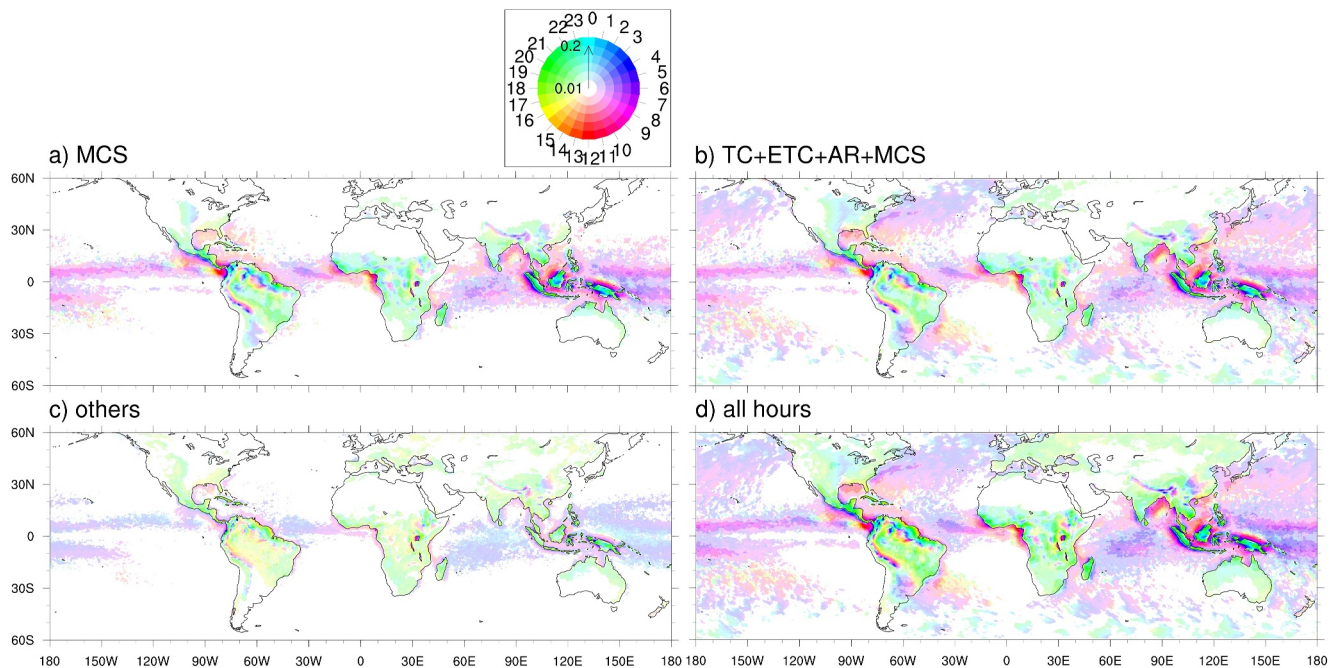 23 0 1
22 2
21 3
20 4
19 5
18 6
17 7
16 8
15 9
14 10
13 12 11
0.2
0.01
a) MCS
b) TC+ETC+AR+MCS
60N
30N
0
30S
60S
c) others
d) all hours
60N
30N
0
30S
60S
180 150W 120W 90W 60W 30W 0 30E 60E 90E 120E 150E 180 150W 120W 90W 60W 30W 0 30E 60E 90E 120E 150E 180